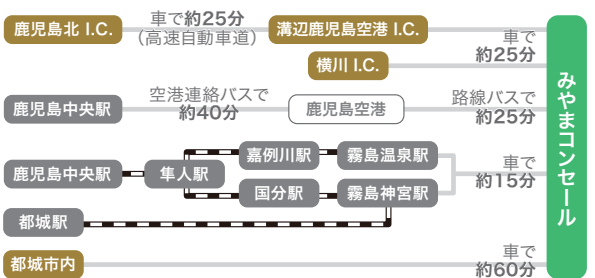 鹿児島北 I.C.
車で約25分
(高速自動車道)
溝辺鹿児島空港 I.C.
横川 I.C.
車で
約25分
鹿児島中央駅
空港連絡バスで
約40分
鹿児島空港
路線バスで
約25分
鹿児島中央駅
隼人駅
嘉例川駅
霧島温泉駅
国分駅
霧島神宮駅
車で
約15分
都城駅
都城市内
車で
約60分
みやまコンセール